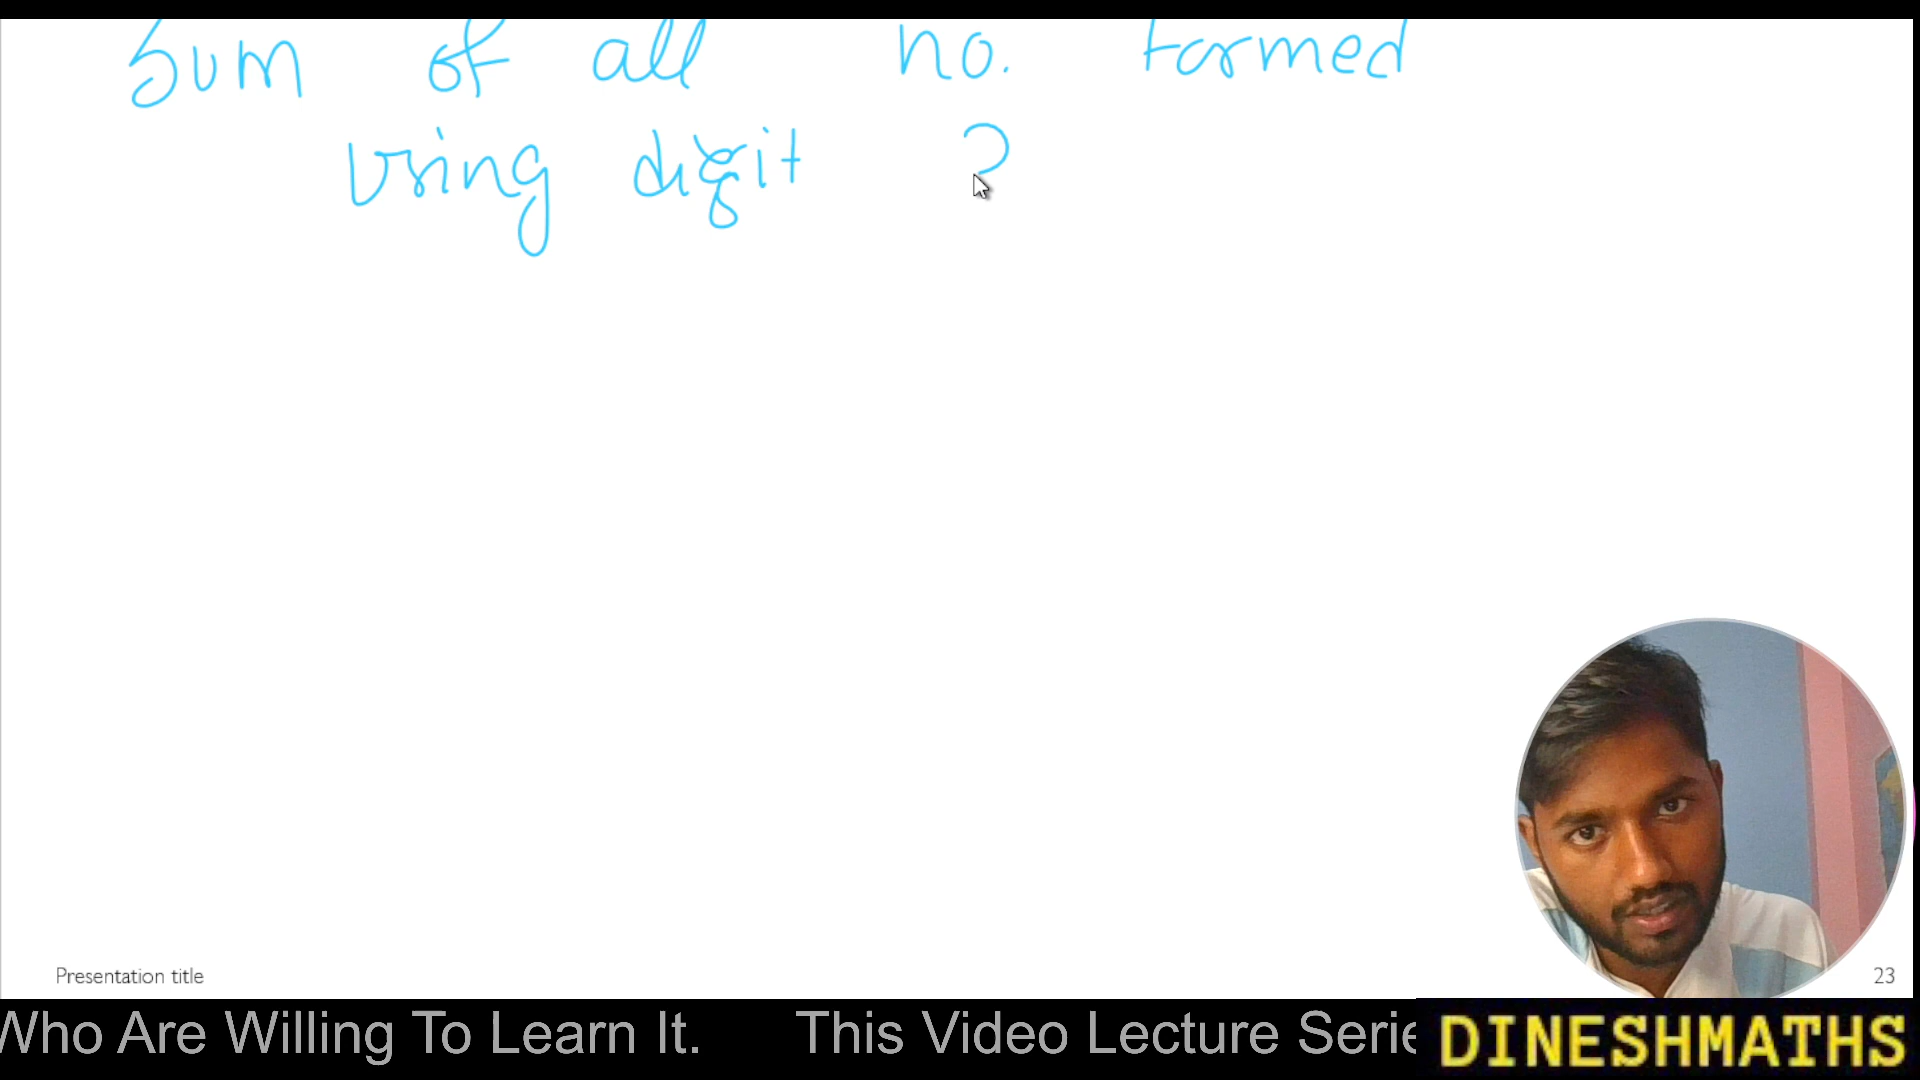 Sum of all no. formed
using digit ?
Presentation title
23
Who Are Willing To Learn It. This Video Lecture Serie
DINESHMATHS